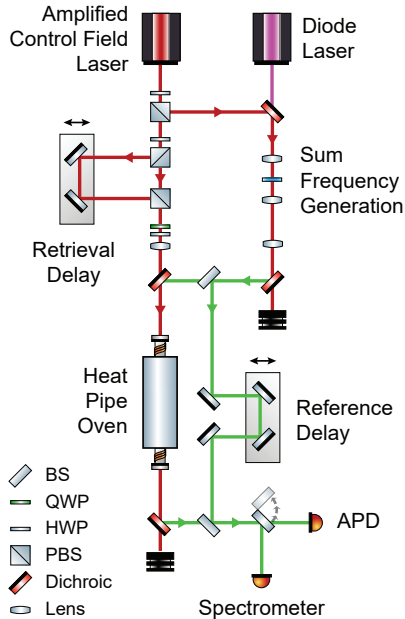 Amplified
Control Field
Laser
Diode
Laser
Sum
Frequency
Generation
Retrieval
Delay
Heat
Pipe
Oven
Reference
Delay
BS
QWP
HWP
PBS
Dichroic
Lens
APD
Spectrometer